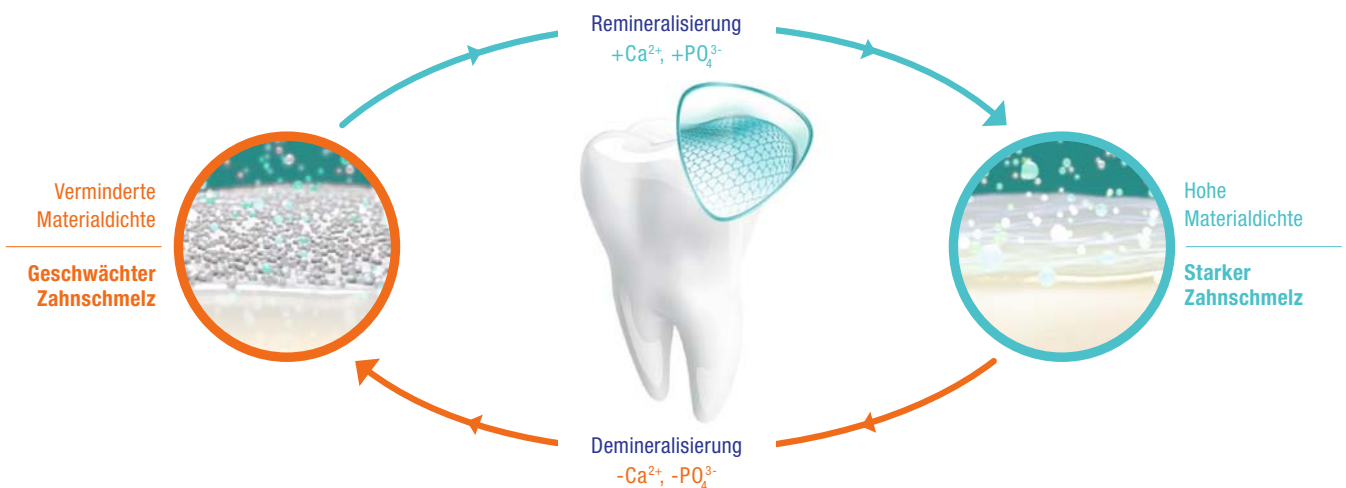 Remineralisierung
+Ca²⁺, +PO₄³⁻
Verminderte
Materialdichte
Geschwächter
Zahnschmelz
Hohe
Materialdichte
Starker
Zahnschmelz
Demineralisierung
-Ca²⁺, -PO₄³⁻